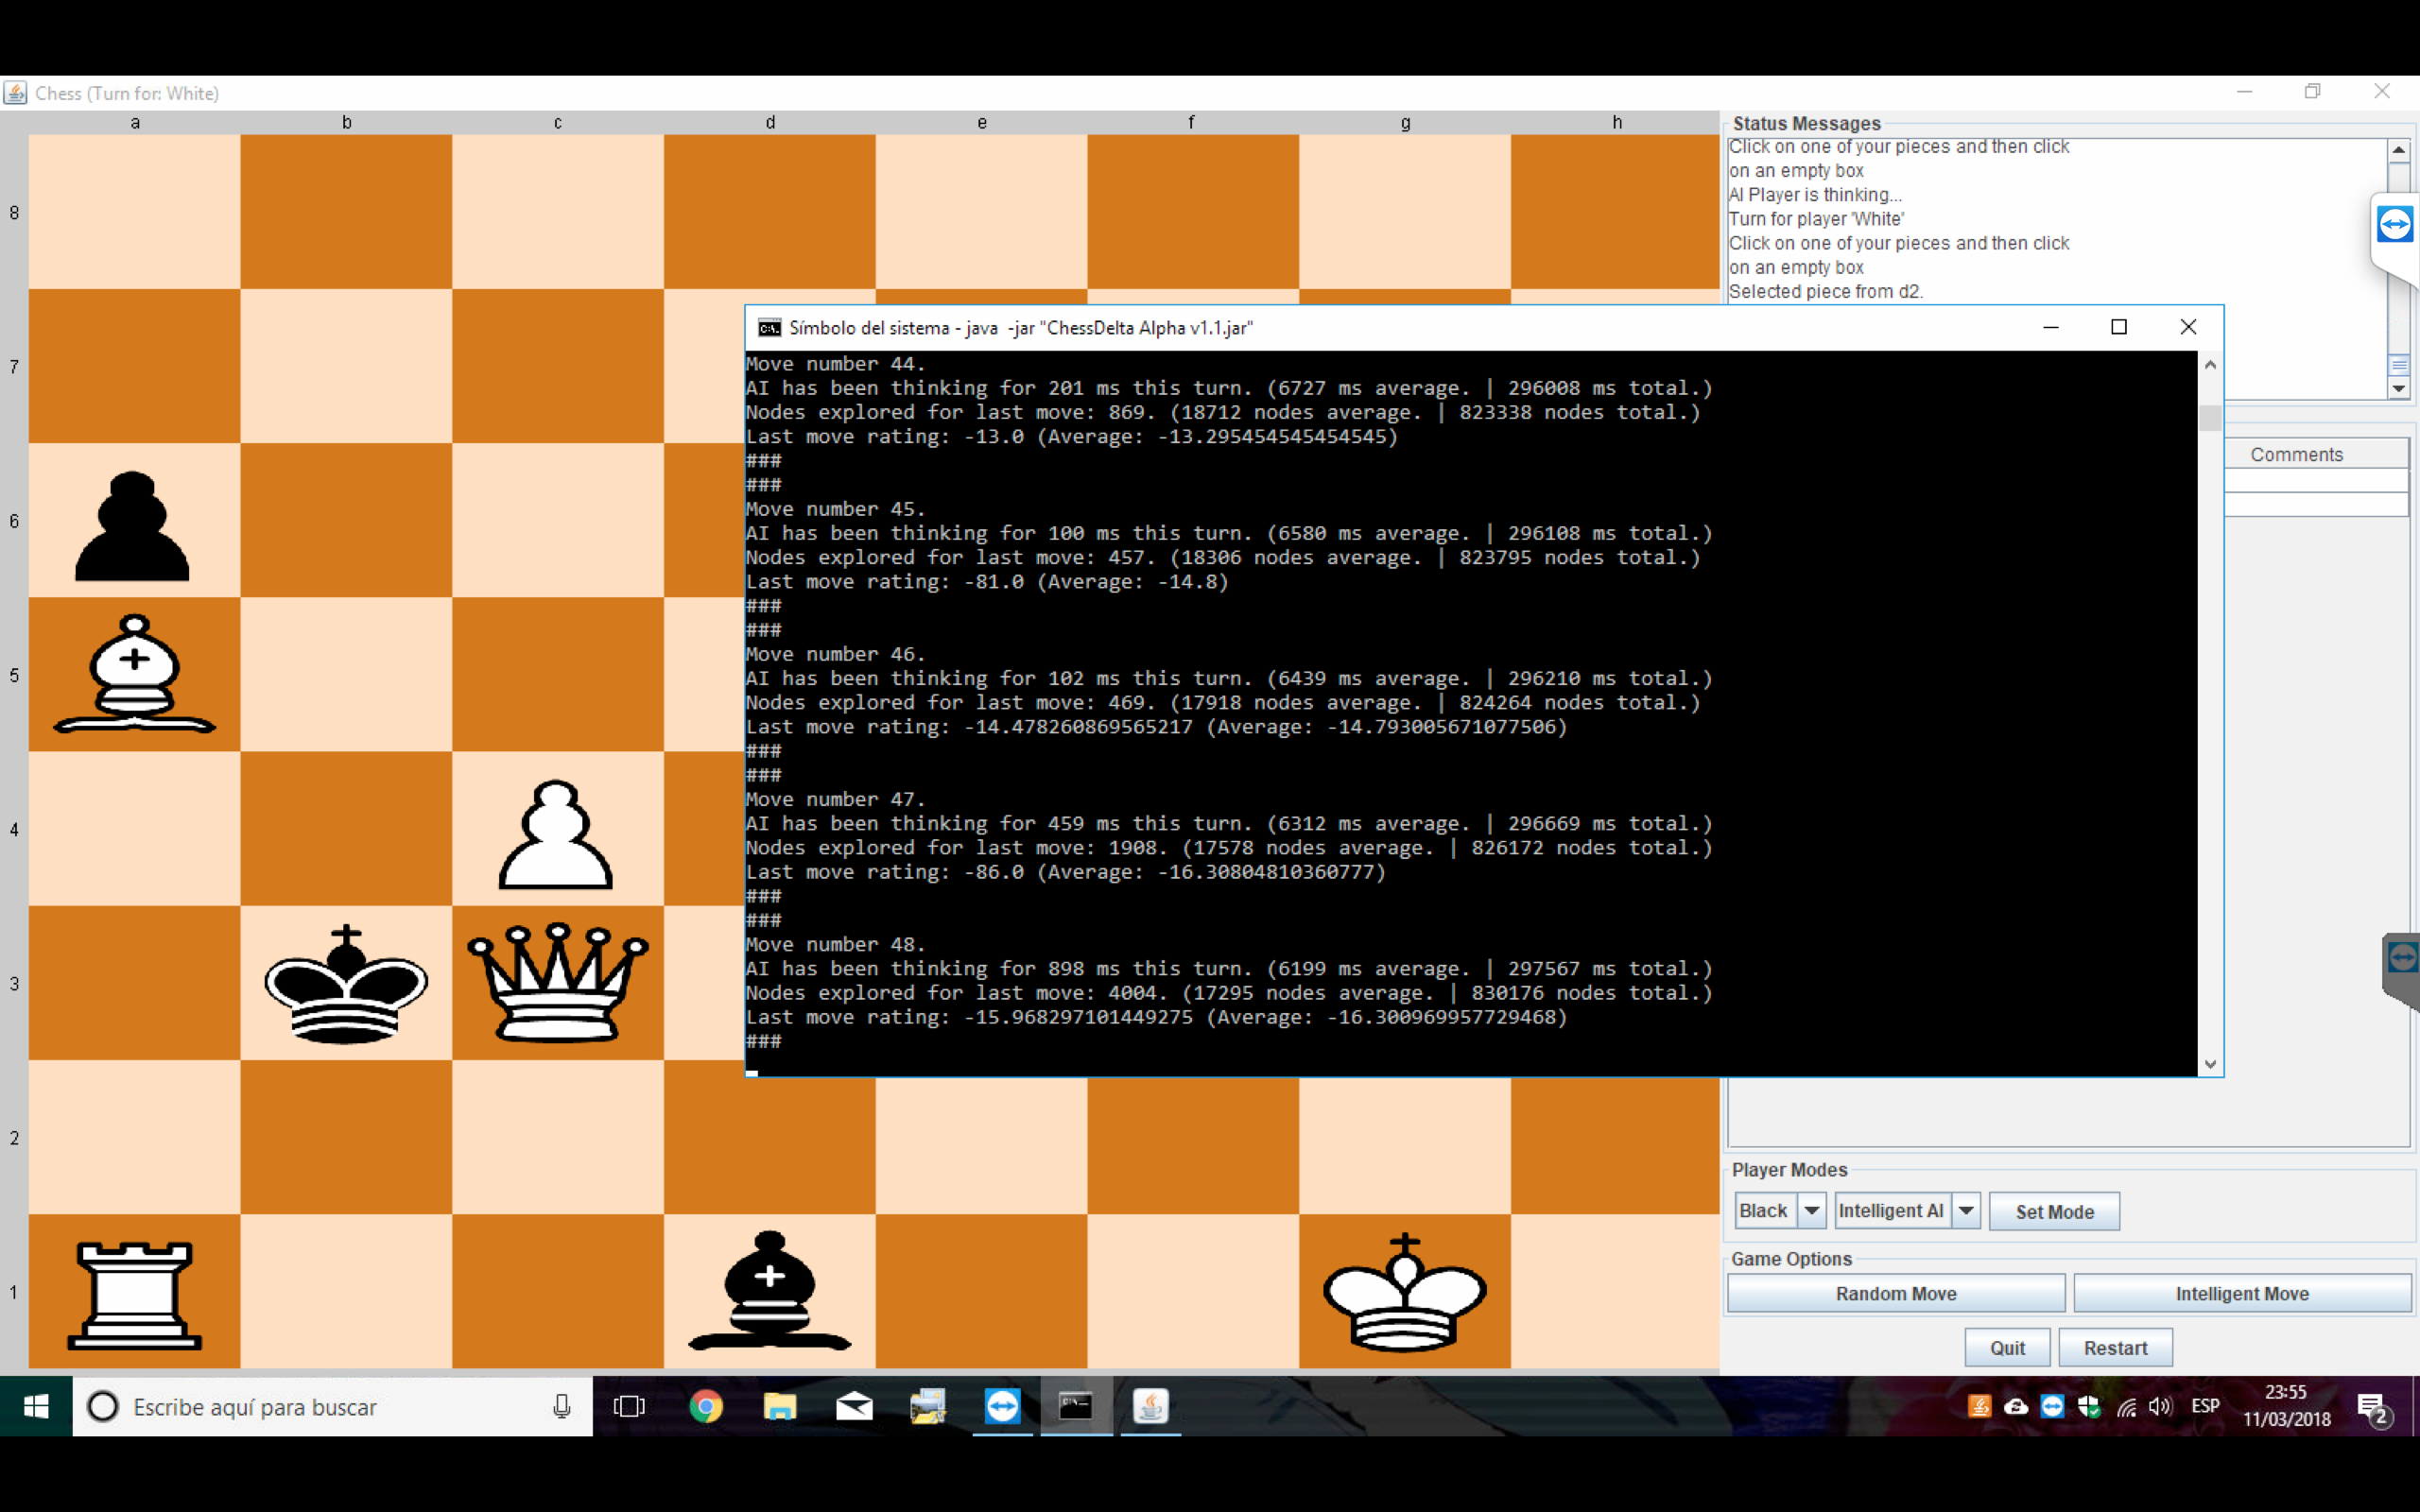 Chess (Turn for: White)
a b c d e f g h
8
7
6
5
4
3
2
1
Status Messages
Click on one of your pieces and then click
on an empty box
AI Player is thinking...
Turn for player 'White'
Click on one of your pieces and then click
on an empty box
Selected piece from d2.
Símbolo del sistema - java  -jar "ChessDelta Alpha v1.1.jar"
Move number 44.
AI has been thinking for 201 ms this turn. (6727 ms average. | 296008 ms total.)
Nodes explored for last move: 869. (18712 nodes average. | 823338 nodes total.)
Last move rating: -13.0 (Average: -13.295454545454545)
###
###
Move number 45.
AI has been thinking for 100 ms this turn. (6580 ms average. | 296108 ms total.)
Nodes explored for last move: 457. (18306 nodes average. | 823795 nodes total.)
Last move rating: -81.0 (Average: -14.8)
###
###
Move number 46.
AI has been thinking for 102 ms this turn. (6439 ms average. | 296210 ms total.)
Nodes explored for last move: 469. (17918 nodes average. | 824264 nodes total.)
Last move rating: -14.478260869565217 (Average: -14.793005671077506)
###
###
Move number 47.
AI has been thinking for 459 ms this turn. (6312 ms average. | 296669 ms total.)
Nodes explored for last move: 1908. (17578 nodes average. | 826172 nodes total.)
Last move rating: -86.0 (Average: -16.30804810360777)
###
###
Move number 48.
AI has been thinking for 898 ms this turn. (6199 ms average. | 297567 ms total.)
Nodes explored for last move: 4004. (17295 nodes average. | 830176 nodes total.)
Last move rating: -15.968297101449275 (Average: -16.300969957729468)
###
Comments
Player Modes
Black Intelligent AI Set Mode
Game Options
Random Move Intelligent Move
Quit Restart
Escribe aquí para buscar
ESP
23:55
11/03/2018
2